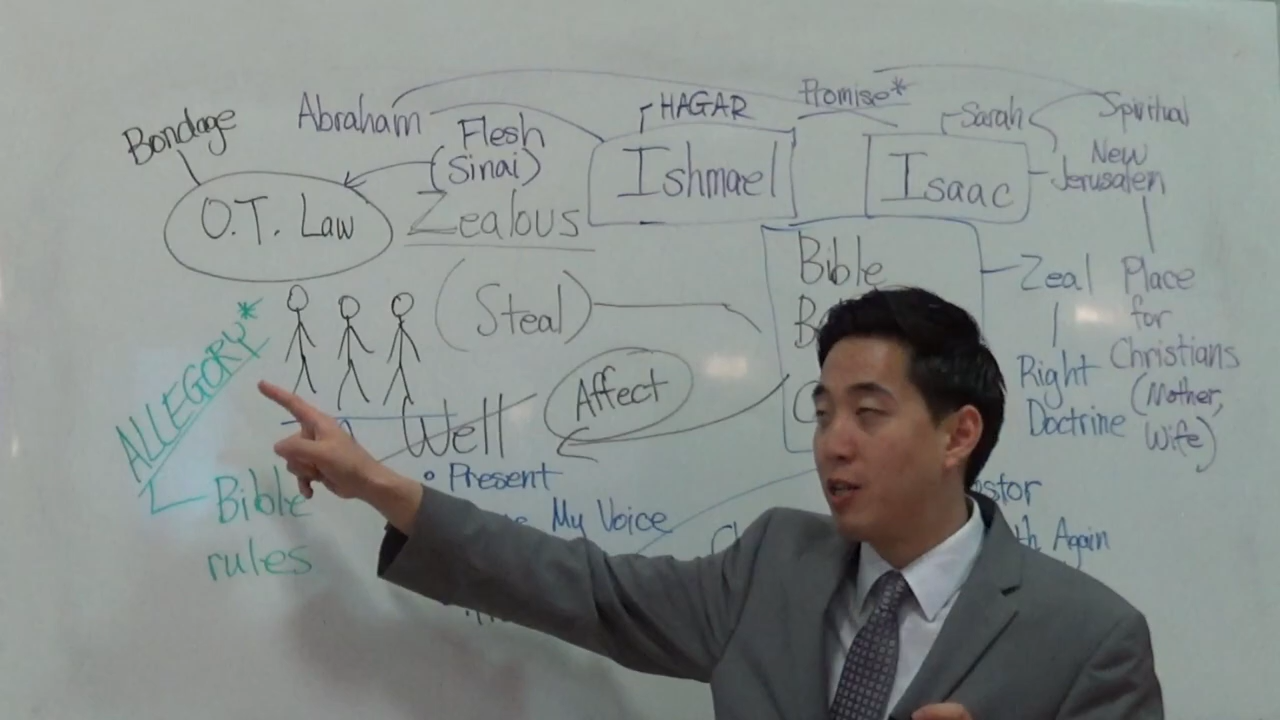 Bondage
Abraham
HAGAR
Promise*
Sarah
Spiritual
Flesh
(Sinai)
Ishmael
Isaac
New
Jerusalem
O.T. Law
Zealous
Bible
Zeal
Place
for
Christians
(Mother,
Wife)
(Steal)
Right
Doctrine
ALLEGORY*
Affect
Well
Bible
rules
• Present
My Voice
Again